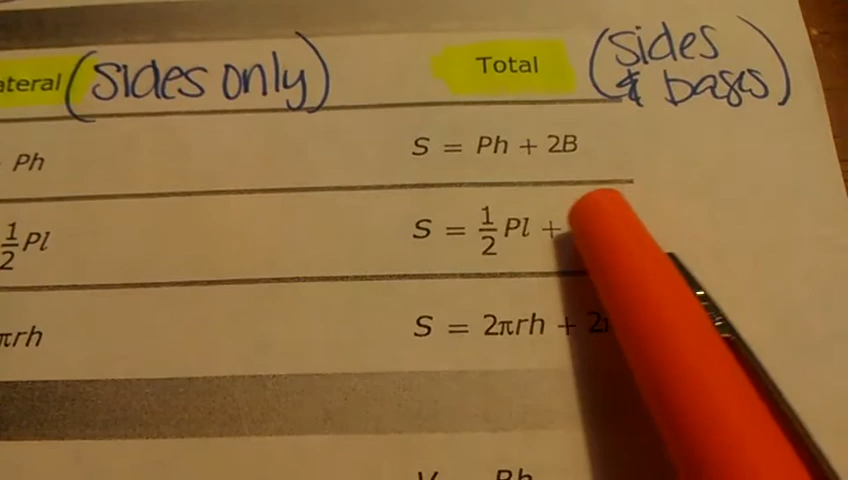 ateral (sides only) Total (sides
& bases)
Ph S = Ph + 2B
1/2 Pl S = 1/2 Pl +
πrh S = 2πrh + 2